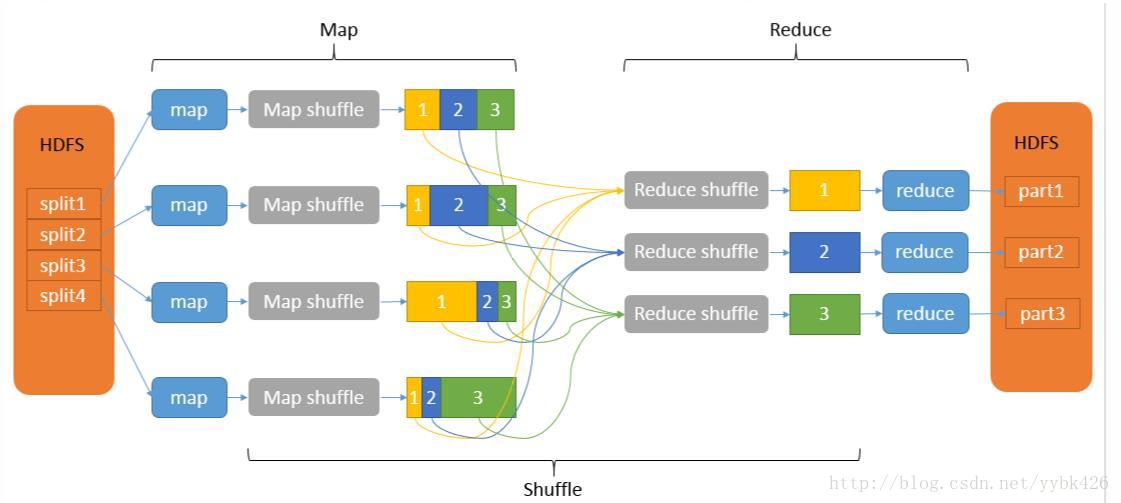 Map
Reduce
HDFS
split1
split2
split3
split4
map
Map shuffle
1 2 3
map
Map shuffle
1 2 3
map
Map shuffle
1 2 3
map
Map shuffle
1 2 3
Reduce shuffle
1
reduce
Reduce shuffle
2
reduce
Reduce shuffle
3
reduce
HDFS
part1
part2
part3
Shuffle
http://blog.csdn.net/yybk426